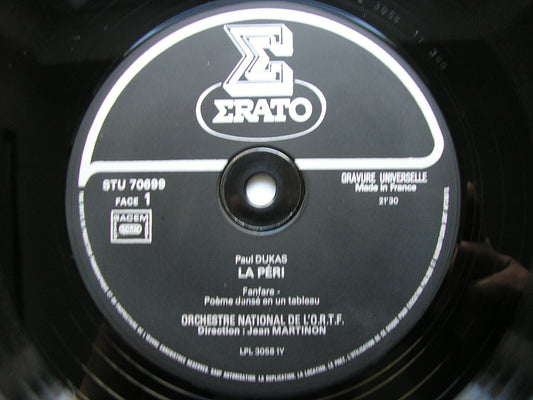 Σ
ΣRATO
STU 70699
FACE 1
SACEM
GRAVURE UNIVERSELLE
Made in France
21'30
Paul DUKAS
LA PÉRI
Fanfare -
Poème dansé en un tableau
ORCHESTRE NATIONAL DE L'O.R.T.F.
Direction : Jean MARTINON
LPL 3058 1Y